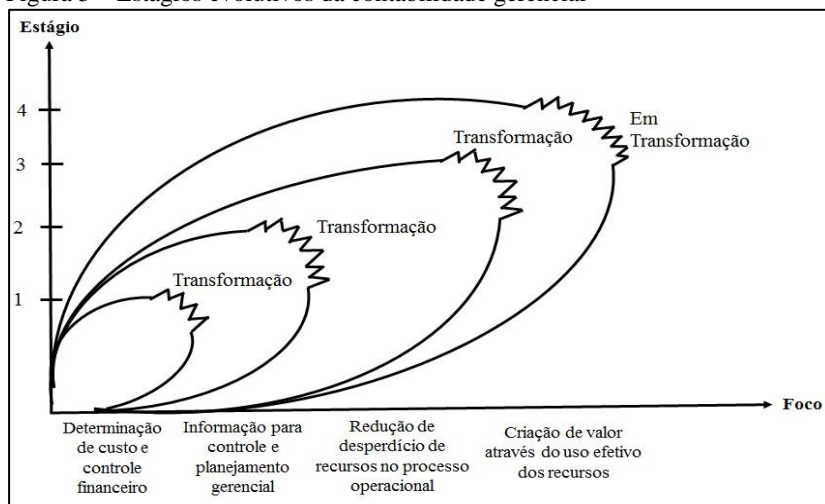 Figura 3 – Estágios evolutivos da contabilidade gerencial
Estágio
4
3
2
1
Em
Transformação
Transformação
Transformação
Transformação
Foco
Determinação
de custo e
controle
financeiro
Informação para
controle e
planejamento
gerencial
Redução de
desperdício de
recursos no processo
operacional
Criação de valor
através do uso efetivo
dos recursos